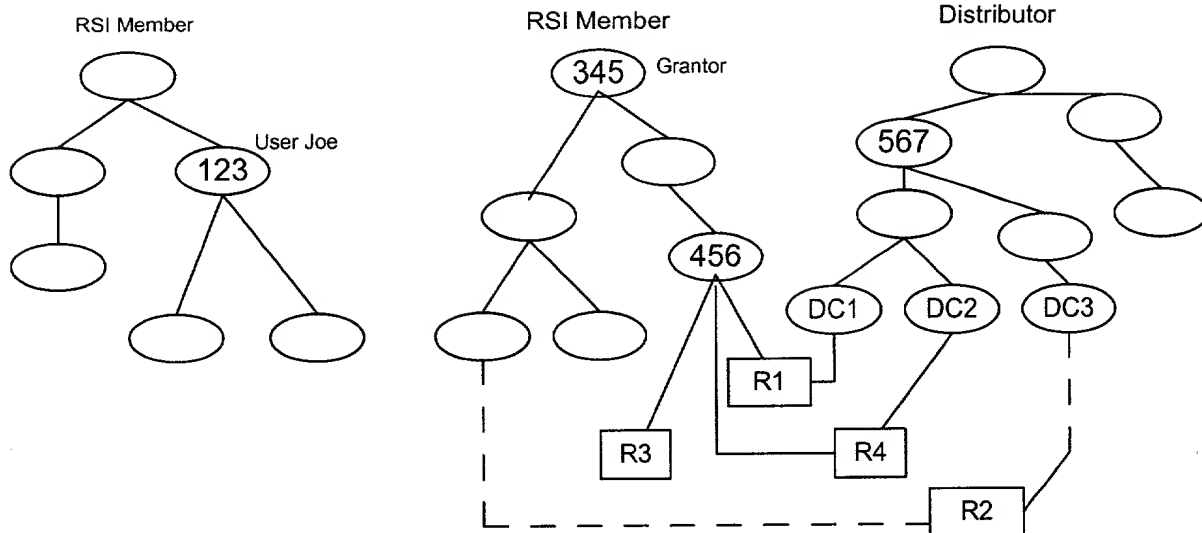 RSI Member
RSI Member
Distributor
345
Grantor
User Joe
123
567
456
DC1
DC2
DC3
R1
R3
R4
R2